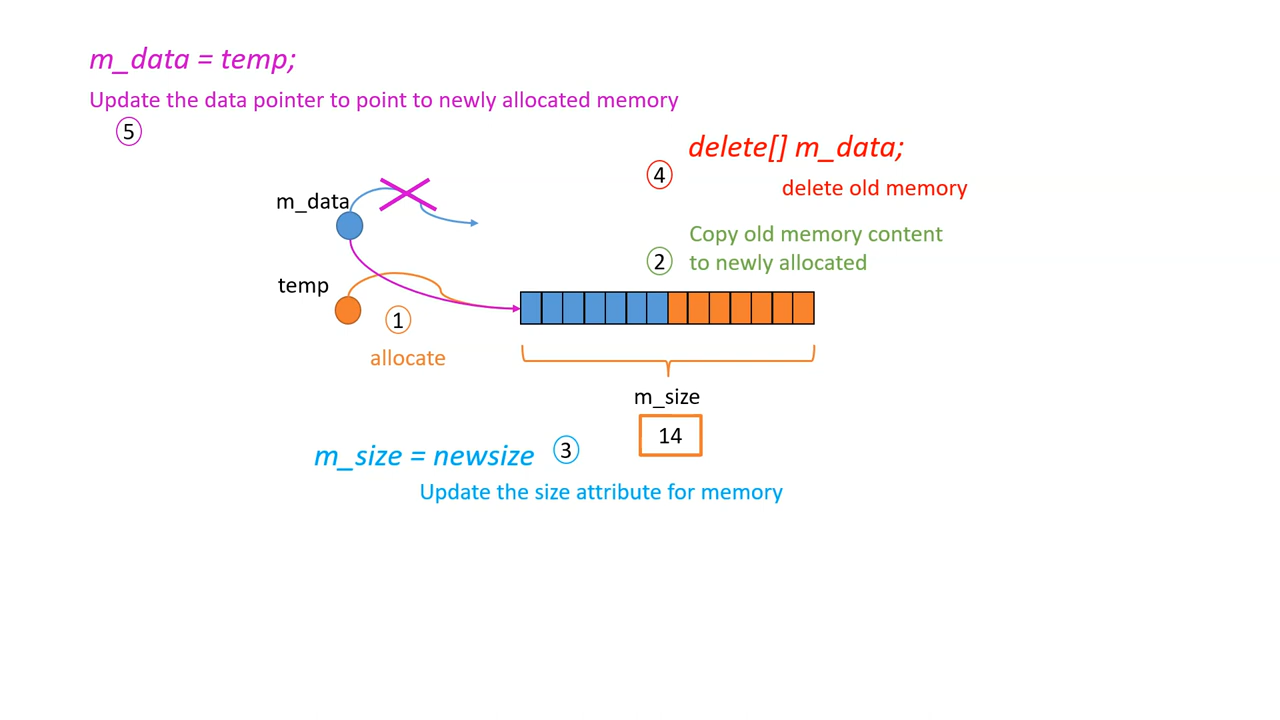 m_data = temp;
Update the data pointer to point to newly allocated memory
5
delete[] m_data;
4
delete old memory
m_data
Copy old memory content
2
to newly allocated
temp
1
allocate
m_size
14
m_size = newsize
3
Update the size attribute for memory